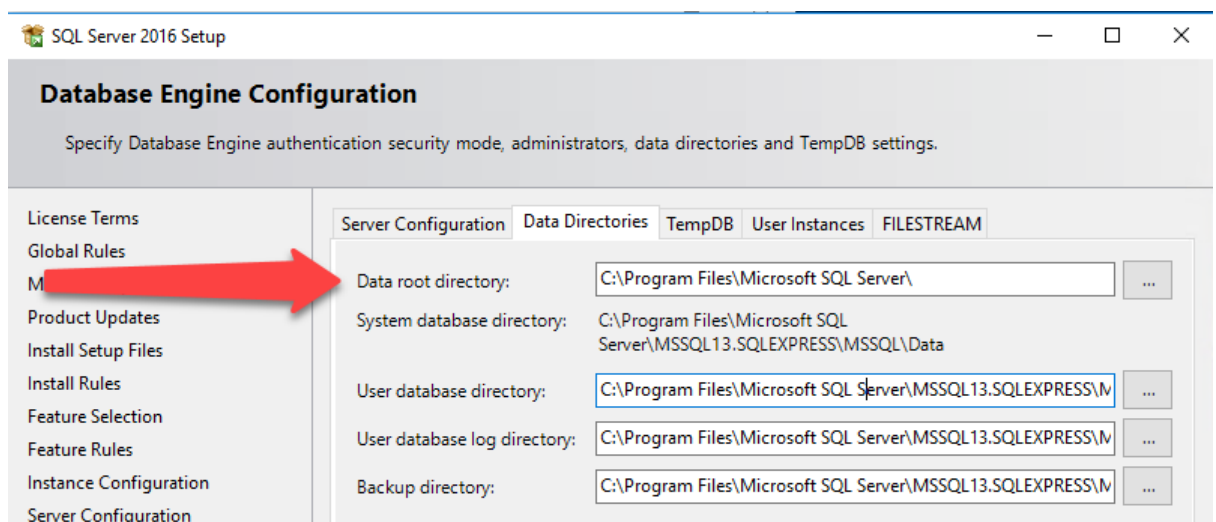 SQL Server 2016 Setup
Database Engine Configuration
Specify Database Engine authentication security mode, administrators, data directories and TempDB settings.
License Terms
Global Rules
M
Product Updates
Install Setup Files
Install Rules
Feature Selection
Feature Rules
Instance Configuration
Server Configuration
Server Configuration Data Directories TempDB User Instances FILESTREAM
Data root directory: C:\Program Files\Microsoft SQL Server\ ...
System database directory: C:\Program Files\Microsoft SQL
Server\MSSQL13.SQLEXPRESS\MSSQL\Data
User database directory: C:\Program Files\Microsoft SQL Server\MSSQL13.SQLEXPRESS\M ...
User database log directory: C:\Program Files\Microsoft SQL Server\MSSQL13.SQLEXPRESS\M ...
Backup directory: C:\Program Files\Microsoft SQL Server\MSSQL13.SQLEXPRESS\M ...